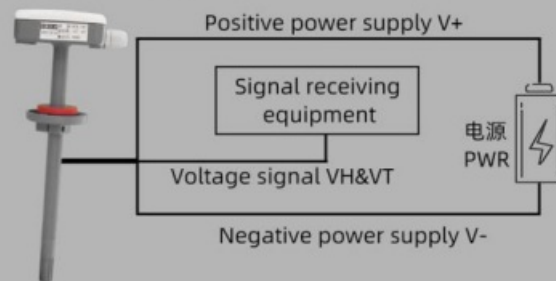 Positive power supply V+
Signal receiving
equipment
电源
PWR
Voltage signal VH&VT
Negative power supply V-